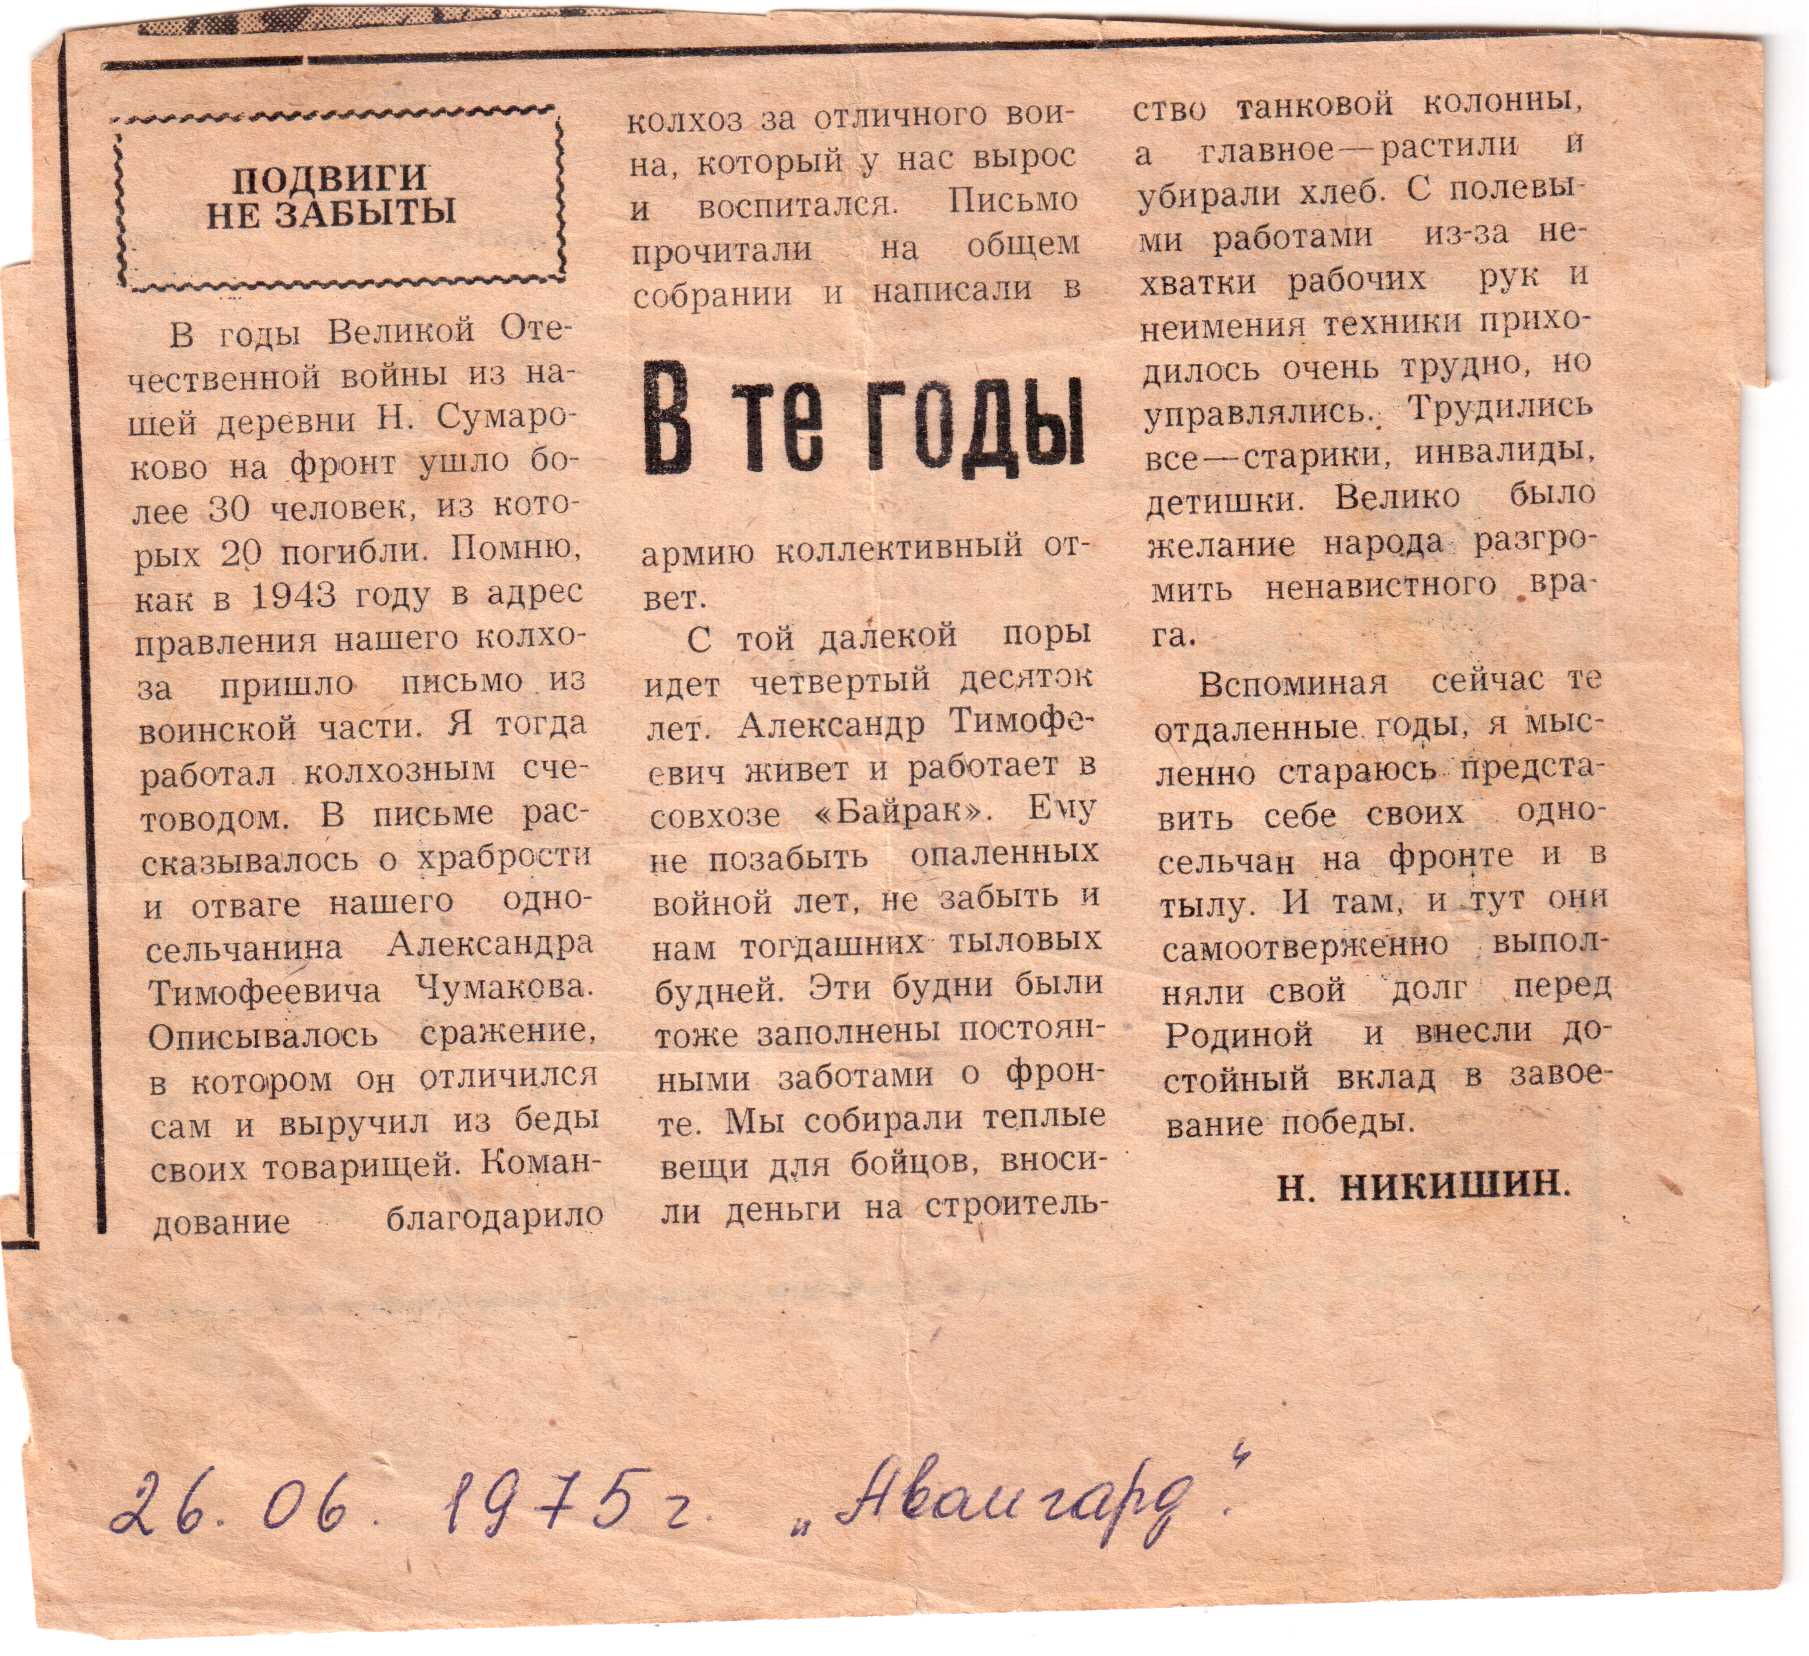 ПОДВИГИ
НЕ ЗАБЫТЫ
В годы Великой Оте-
чественной войны из на-
шей деревни Н. Сумаро-
ково на фронт ушло бо-
лее 30 человек, из кото-
рых 20 погибли. Помню,
как в 1943 году в адрес
правления нашего колхо-
за пришло письмо из
воинской части. Я тогда
работал колхозным сче-
товодом. В письме рас-
сказывалось о храбрости
и отваге нашего одно-
сельчанина Александра
Тимофеевича Чумакова.
Описывалось сражение,
в котором он отличился
сам и выручил из беды
своих товарищей. Коман-
дование благодарило
колхоз за отличного вои-
на, который у нас вырос
и воспитался. Письмо
прочитали на общем
собрании и написали в
В те годы
армию коллективный от-
вет.
С той далекой поры
идет четвертый десяток
лет. Александр Тимофе-
евич живет и работает в
совхозе «Байрак». Ему
не позабыть опаленных
войной лет, не забыть и
нам тогдашних тыловых
будней. Эти будни были
тоже заполнены постоян-
ными заботами о фрон-
те. Мы собирали теплые
вещи для бойцов, вноси-
ли деньги на строитель-
ство танковой колонны,
а главное—растили и
убирали хлеб. С полевы-
ми работами из-за не-
хватки рабочих рук и
неимения техники прихо-
дилось очень трудно, но
управлялись. Трудились
все—старики, инвалиды,
детишки. Велико было
желание народа разгро-
мить ненавистного вра-
га.
Вспоминая сейчас те
отдаленные годы, я мыс-
ленно стараюсь предста-
вить себе своих одно-
сельчан на фронте и в
тылу. И там, и тут они
самоотверженно выпол-
няли свой долг перед
Родиной и внесли до-
стойный вклад в завое-
вание победы.
Н. НИКИШИН.
26. 06. 1975 г. „Авангард".